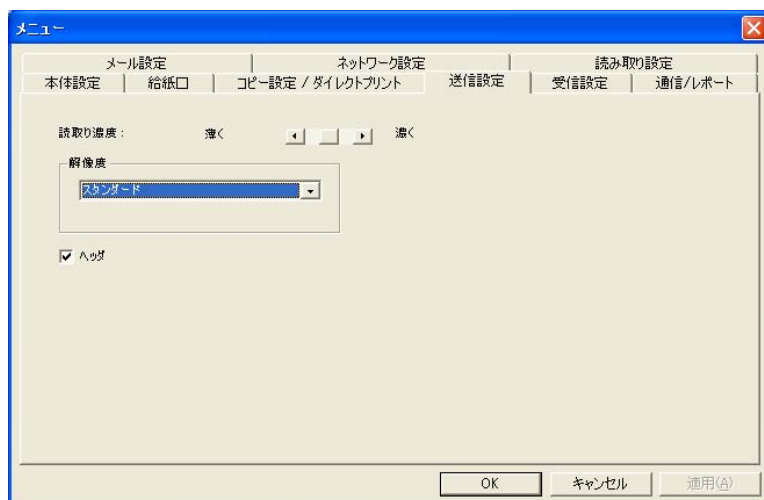 メニュー
メール設定 ネットワーク設定 読み取り設定
本体設定 給紙口 コピー設定 / ダイレクトプリント 送信設定 受信設定 通信/レポート
読取り濃度： 薄く 濃く
解像度
スタンダード
ヘッダ
OK キャンセル 適用(A)